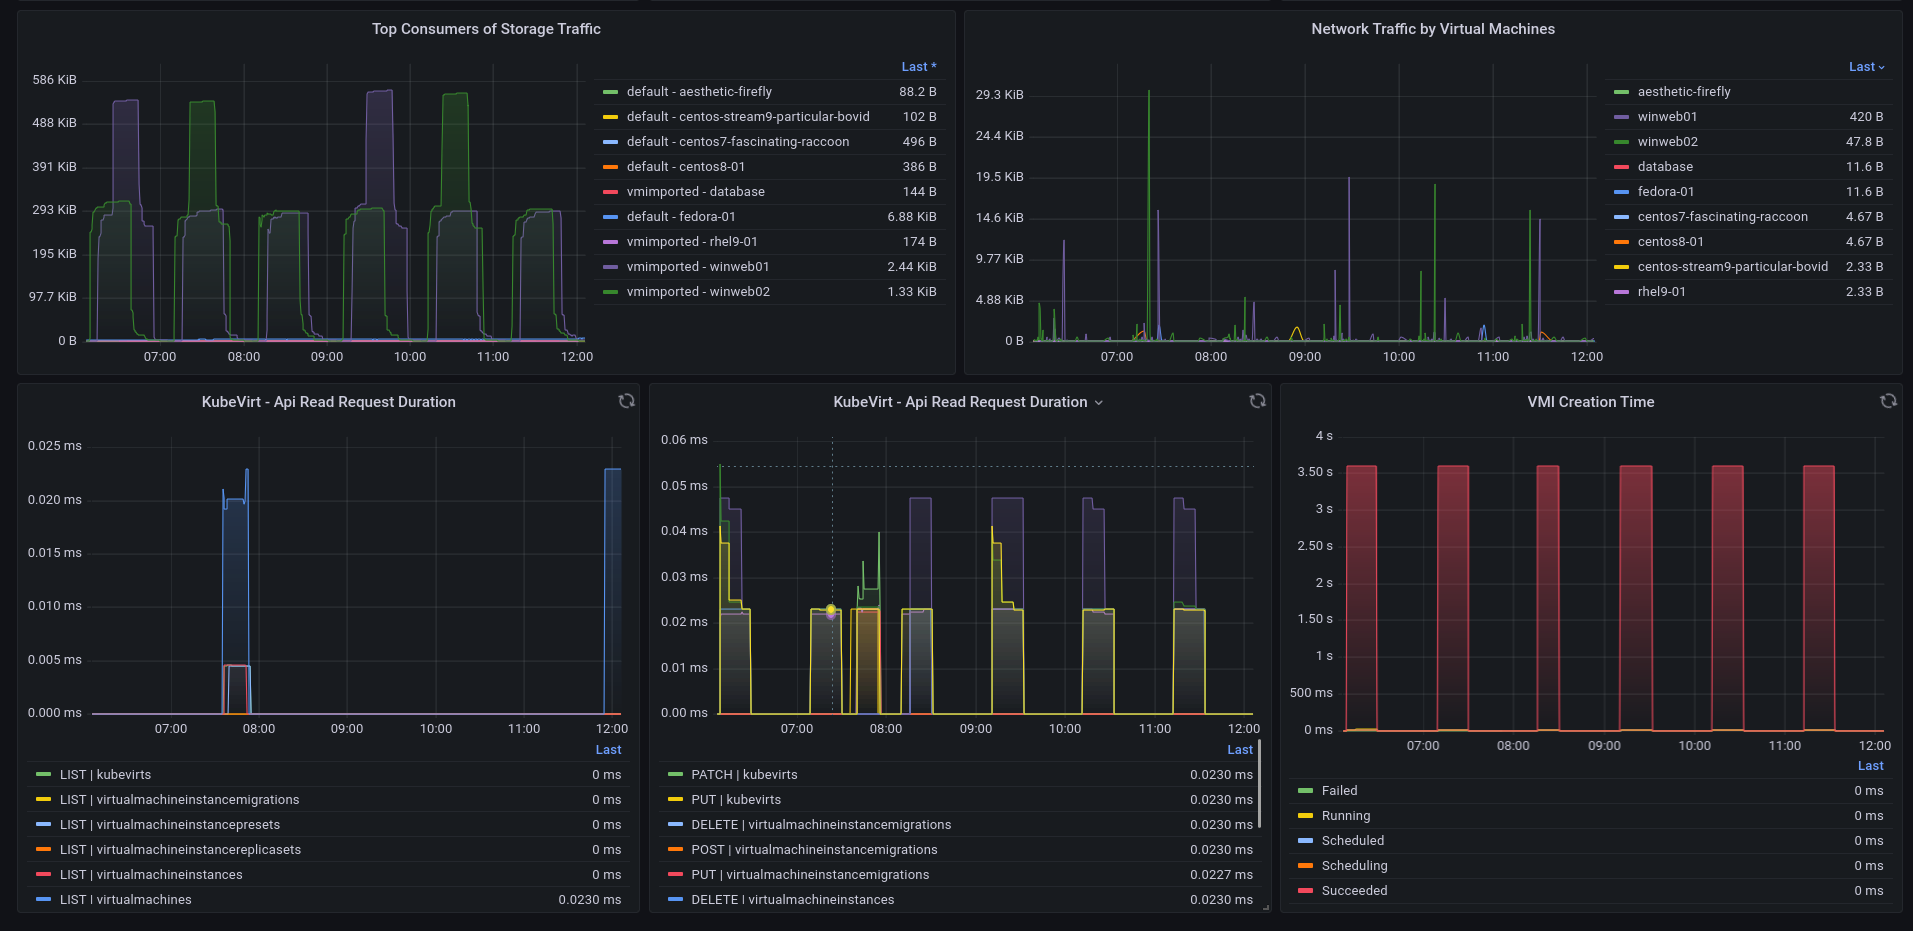 Top Consumers of Storage Traffic
586 KiB
488 KiB
391 KiB
293 KiB
195 KiB
97.7 KiB
0 B
07:00 08:00 09:00 10:00 11:00 12:00
Last *
default - aesthetic-firefly 88.2 B
default - centos-stream9-particular-bovid 102 B
default - centos7-fascinating-raccoon 496 B
default - centos8-01 386 B
vmimported - database 144 B
default - fedora-01 6.88 KiB
vmimported - rhel9-01 174 B
vmimported - winweb01 2.44 KiB
vmimported - winweb02 1.33 KiB
Network Traffic by Virtual Machines
29.3 KiB
24.4 KiB
19.5 KiB
14.6 KiB
9.77 KiB
4.88 KiB
0 B
07:00 08:00 09:00 10:00 11:00 12:00
Last
aesthetic-firefly
winweb01 420 B
winweb02 47.8 B
database 11.6 B
fedora-01 11.6 B
centos7-fascinating-raccoon 4.67 B
centos8-01 4.67 B
centos-stream9-particular-bovid 2.33 B
rhel9-01 2.33 B
KubeVirt - Api Read Request Duration
0.025 ms
0.020 ms
0.015 ms
0.010 ms
0.005 ms
0.000 ms
07:00 08:00 09:00 10:00 11:00 12:00
Last
LIST | kubevirts 0 ms
LIST | virtualmachineinstancemigrations 0 ms
LIST | virtualmachineinstancepresets 0 ms
LIST | virtualmachineinstancereplicasets 0 ms
LIST | virtualmachineinstances 0 ms
LIST | virtualmachines 0.0230 ms
KubeVirt - Api Read Request Duration
0.06 ms
0.05 ms
0.04 ms
0.03 ms
0.02 ms
0.01 ms
0.00 ms
07:00 08:00 09:00 10:00 11:00 12:00
Last
PATCH | kubevirts 0.0230 ms
PUT | kubevirts 0.0230 ms
DELETE | virtualmachineinstancemigrations 0.0230 ms
POST | virtualmachineinstancemigrations 0.0230 ms
PUT | virtualmachineinstancemigrations 0.0227 ms
DELETE | virtualmachineinstances 0.0230 ms
VMI Creation Time
4 s
3.50 s
3 s
2.50 s
2 s
1.50 s
1 s
500 ms
0 ms
07:00 08:00 09:00 10:00 11:00 12:00
Last
Failed 0 ms
Running 0 ms
Scheduled 0 ms
Scheduling 0 ms
Succeeded 0 ms